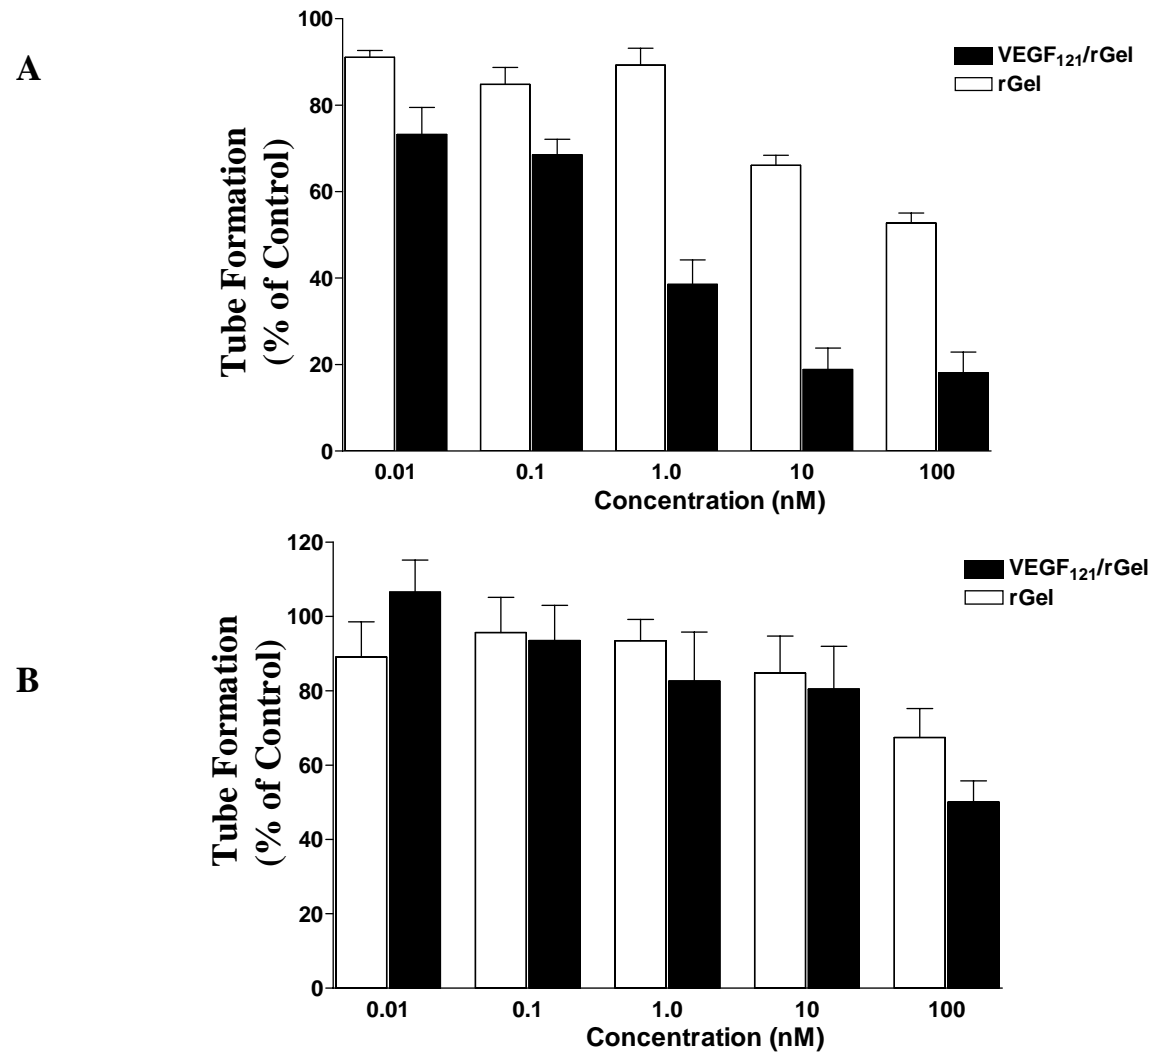 A
100
80
60
40
20
0
Tube Formation
(% of Control)
VEGF₁₂₁/rGel
rGel
0.01 0.1 1.0 10 100
Concentration (nM)
B
120
100
80
60
40
20
0
Tube Formation
(% of Control)
VEGF₁₂₁/rGel
rGel
0.01 0.1 1.0 10 100
Concentration (nM)